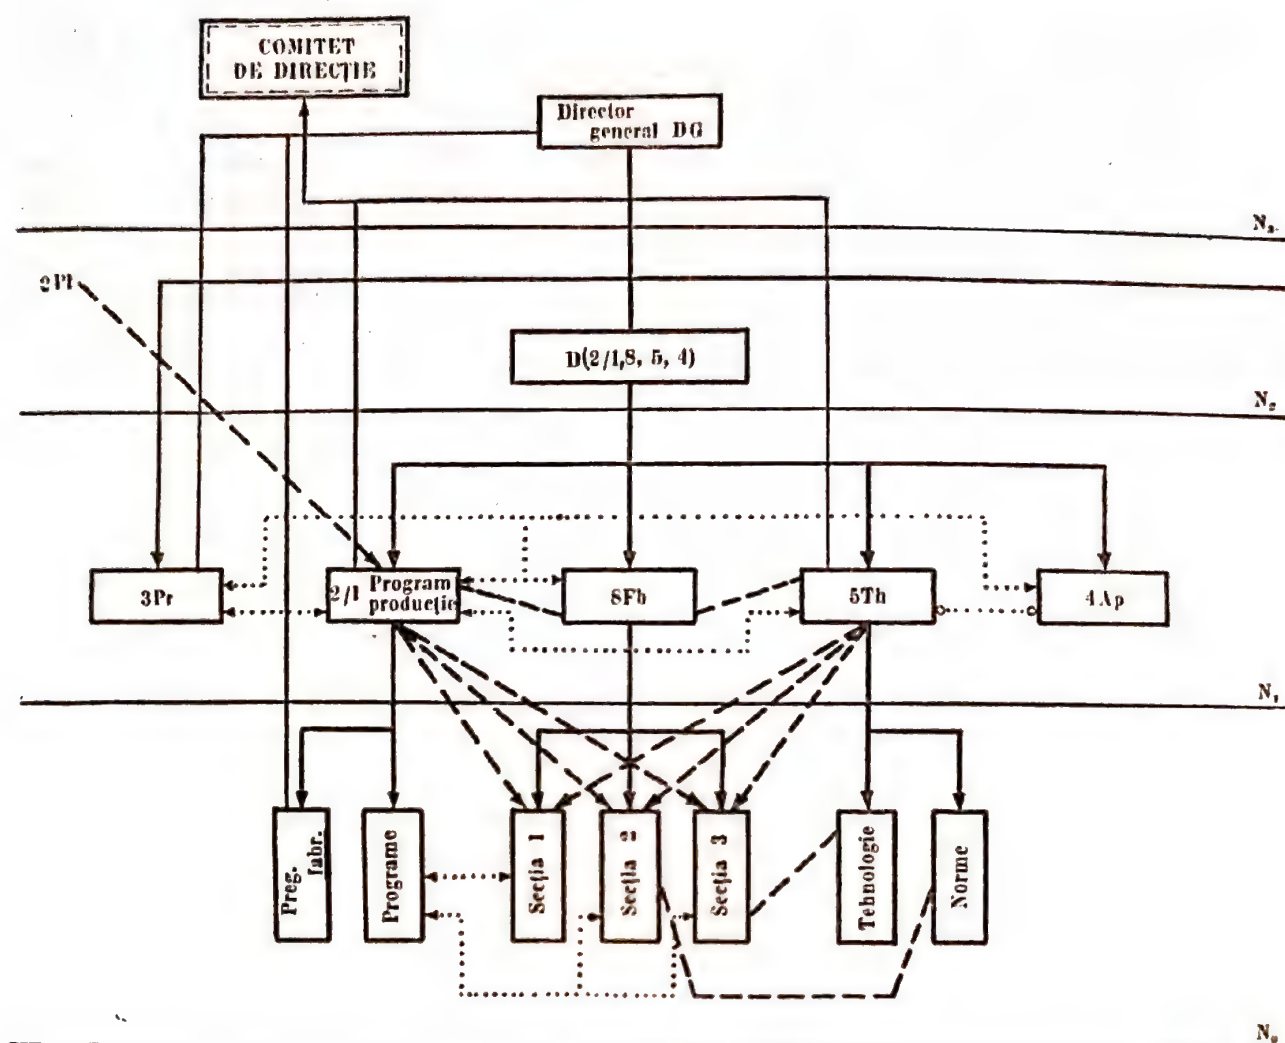 COMITET
DE DIRECȚIE
Director
general DG
N₃
2Pl
D(2/1,8, 5, 4)
N₂
3Pr
2/1 Program
producție
8Fb
5Th
4Ap
N₁
Preg.
fabr.
Programe
Secția 1
Secția 2
Secția 3
Tehnologie
Norme
N₀